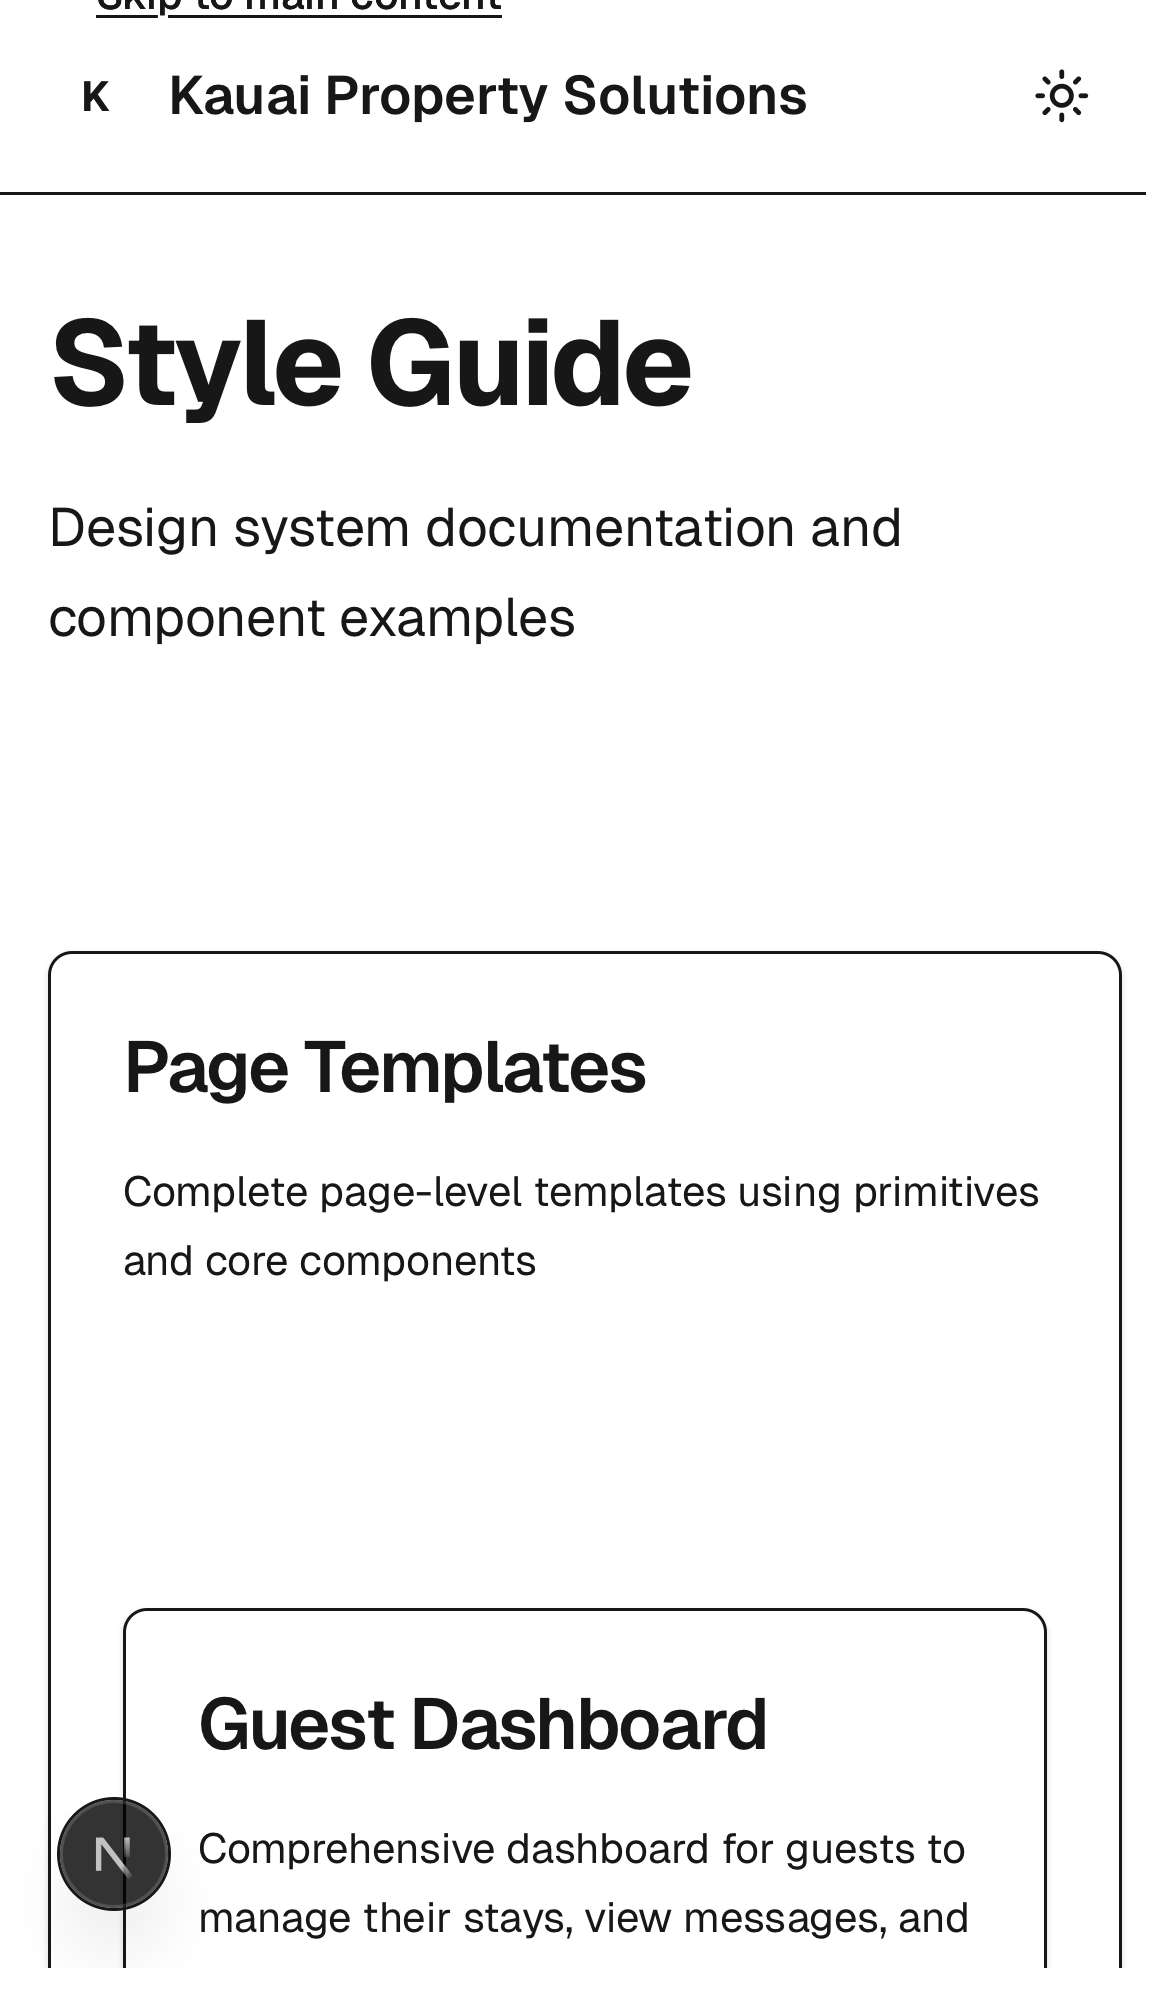 Skip to main content
K Kauai Property Solutions
Style Guide
Design system documentation and
component examples
Page Templates
Complete page-level templates using primitives
and core components
Guest Dashboard
Comprehensive dashboard for guests to
N
manage their stays, view messages, and